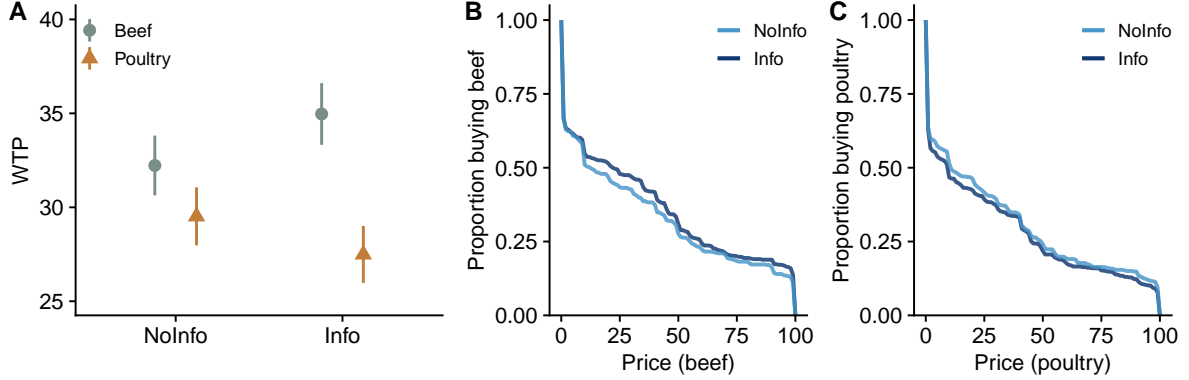 A
40
35
30
25
WTP
Beef
Poultry
NoInfo
Info
B
1.00
0.75
0.50
0.25
0.00
Proportion buying beef
NoInfo
Info
0
25
50
75
100
Price (beef)
C
1.00
0.75
0.50
0.25
0.00
Proportion buying poultry
NoInfo
Info
0
25
50
75
100
Price (poultry)